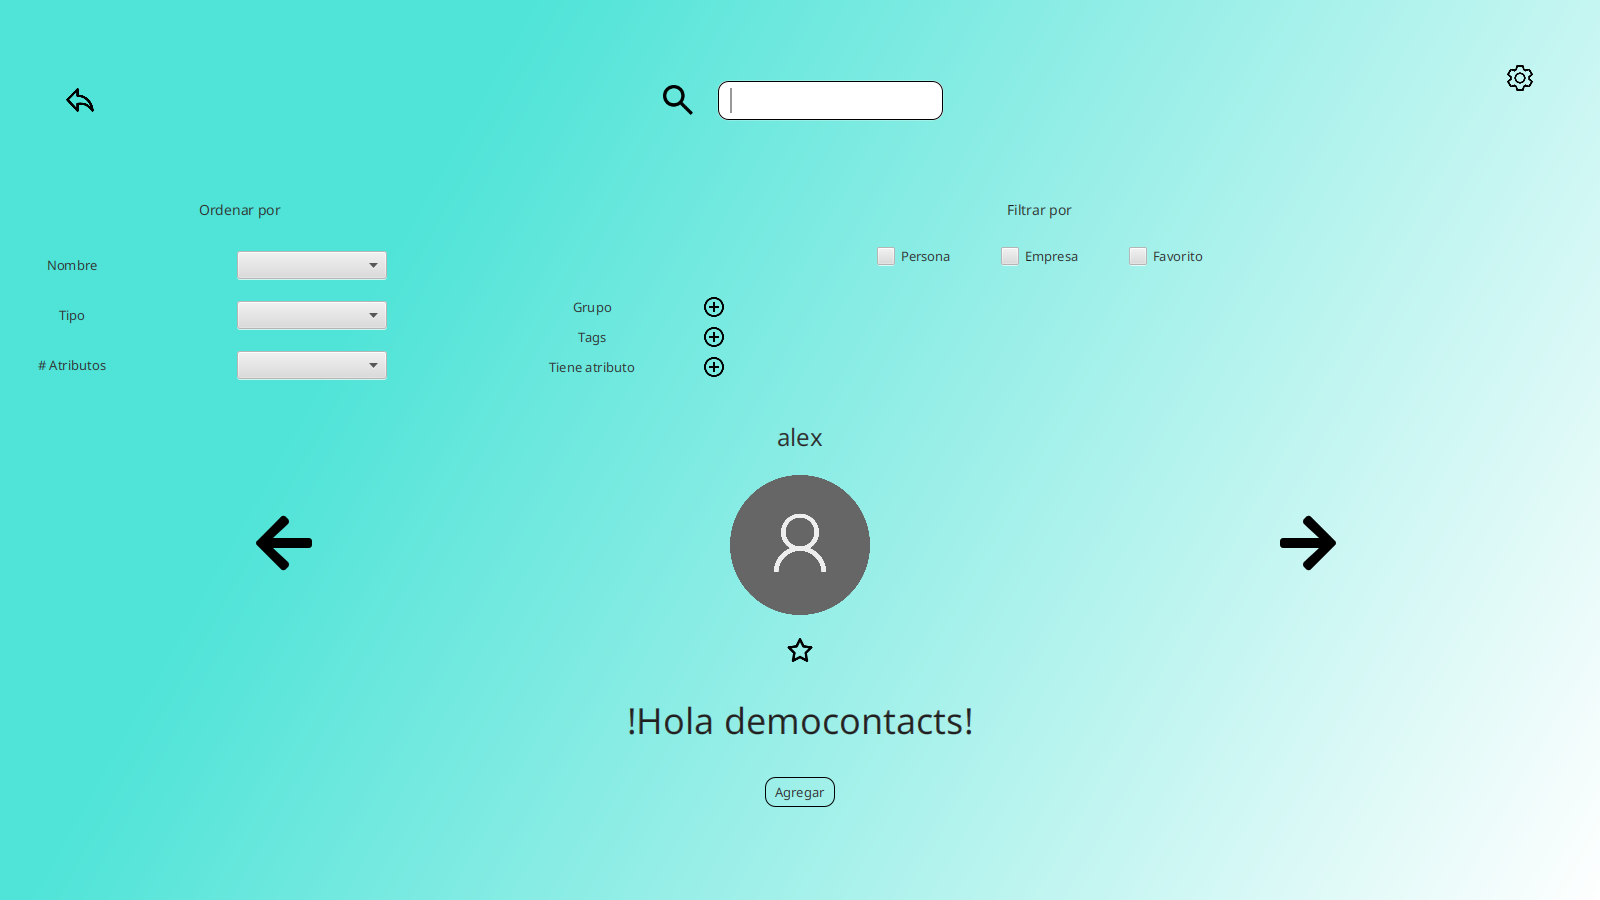 Ordenar por
Filtrar por
Nombre
Persona
Empresa
Favorito
Tipo
Grupo
Tags
# Atributos
Tiene atributo
alex
!Hola democontacts!
Agregar